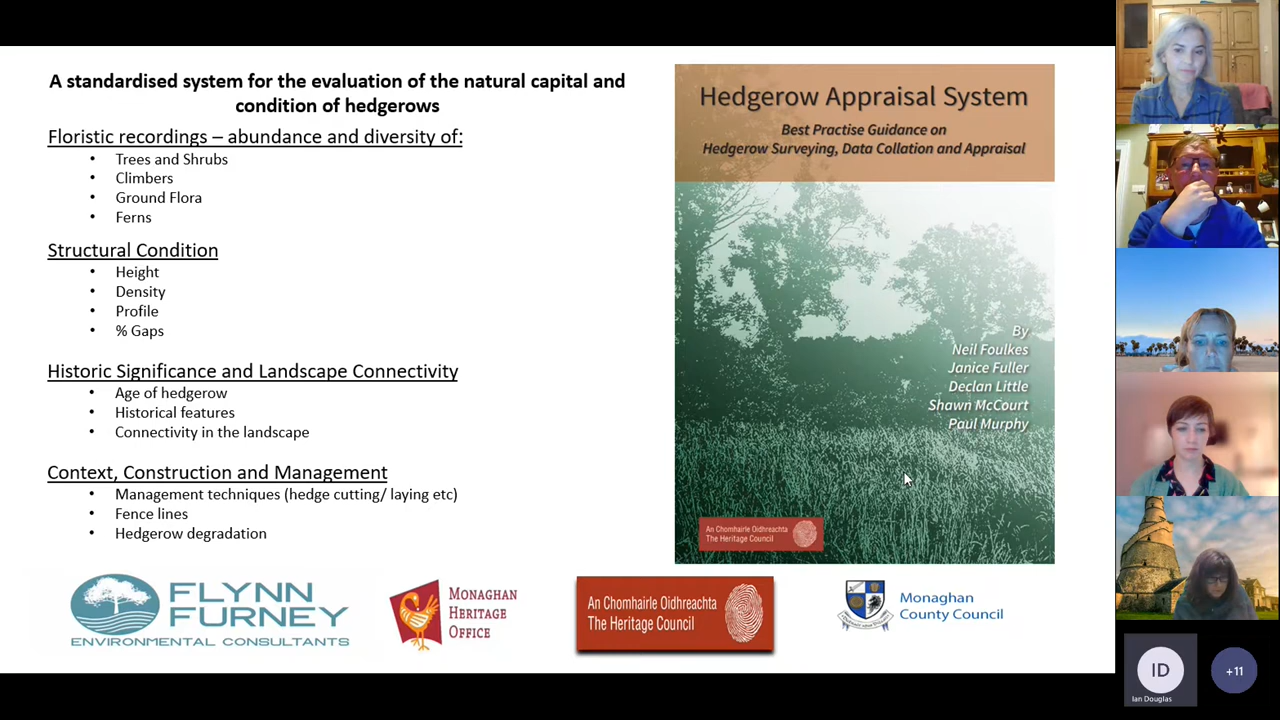 A standardised system for the evaluation of the natural capital and
condition of hedgerows
Floristic recordings – abundance and diversity of:
• Trees and Shrubs
• Climbers
• Ground Flora
• Ferns
Structural Condition
• Height
• Density
• Profile
• % Gaps
Historic Significance and Landscape Connectivity
• Age of hedgerow
• Historical features
• Connectivity in the landscape
Context, Construction and Management
• Management techniques (hedge cutting/ laying etc)
• Fence lines
• Hedgerow degradation
Hedgerow Appraisal System
Best Practise Guidance on
Hedgerow Surveying, Data Collation and Appraisal
By
Neil Foulkes
Janice Fuller
Declan Little
Shawn McCourt
Paul Murphy
An Chomhairle Oidhreachta
The Heritage Council
FLYNN
FURNEY
ENVIRONMENTAL CONSULTANTS
MONAGHAN
HERITAGE
OFFICE
An Chomhairle Oidhreachta
The Heritage Council
Monaghan
County Council
ID
Ian Douglas
+11